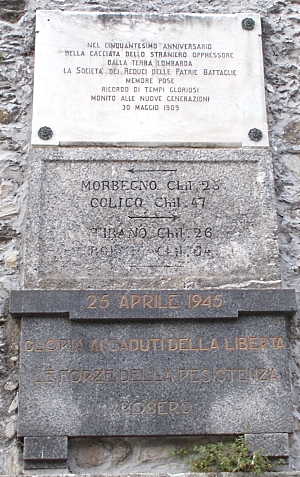 NEL CINQUANTESIMO ANNIVERSARIO
DELLA CACCIATA DELLO STRANIERO OPPRESSORE
DALLA TERRA LOMBARDA
LA SOCIETÀ DEI REDUCI DELLE PATRIE BATTAGLIE
MEMORE POSE
RICORDO DI TEMPI GLORIOSI
MONITO ALLE NUOVE GENERAZIONI
30 MAGGIO 1909
MORBEGNO Chil. 25
COLICO Chil. 47
TIRANO Chil. 26
Chil.
25 APRILE 1945
GLORIA AI CADUTI DELLA LIBERTA
LE FORZE DELLA RESISTENZA
POSERO